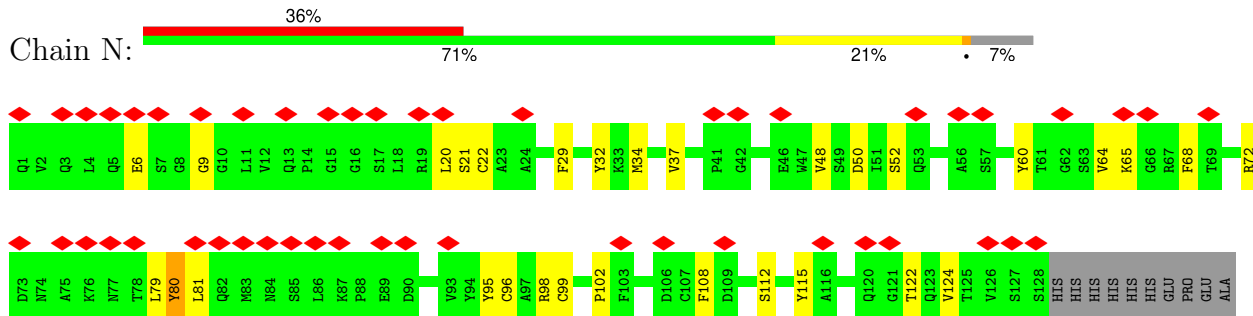 36%
Chain N:
71% 21% • 7%
Q1 V2 Q3 L4 Q5 E6 S7 G8 G9 G10 L11 V12 Q13 P14 G15 G16 S17 L18 R19 L20 S21 C22 A23 A24 F29 Y32 K33 M34 V37 P41 G42 E46 W47 V48 S49 D50 I51 S52 Q53 A56 S57 Y60 T61 G62 S63 V64 K65 G66 R67 F68 T69 R72
D73 N74 A75 K76 N77 T78 L79 Y80 L81 Q82 M83 N84 S85 L86 K87 P88 E89 D90 V93 Y94 Y95 C96 A97 R98 C99 P102 F103 D106 C107 F108 D109 S112 Y115 A116 Q120 G121 T122 Q123 V124 T125 V126 S127 S128 HIS HIS HIS HIS HIS HIS GLU PRO GLU ALA